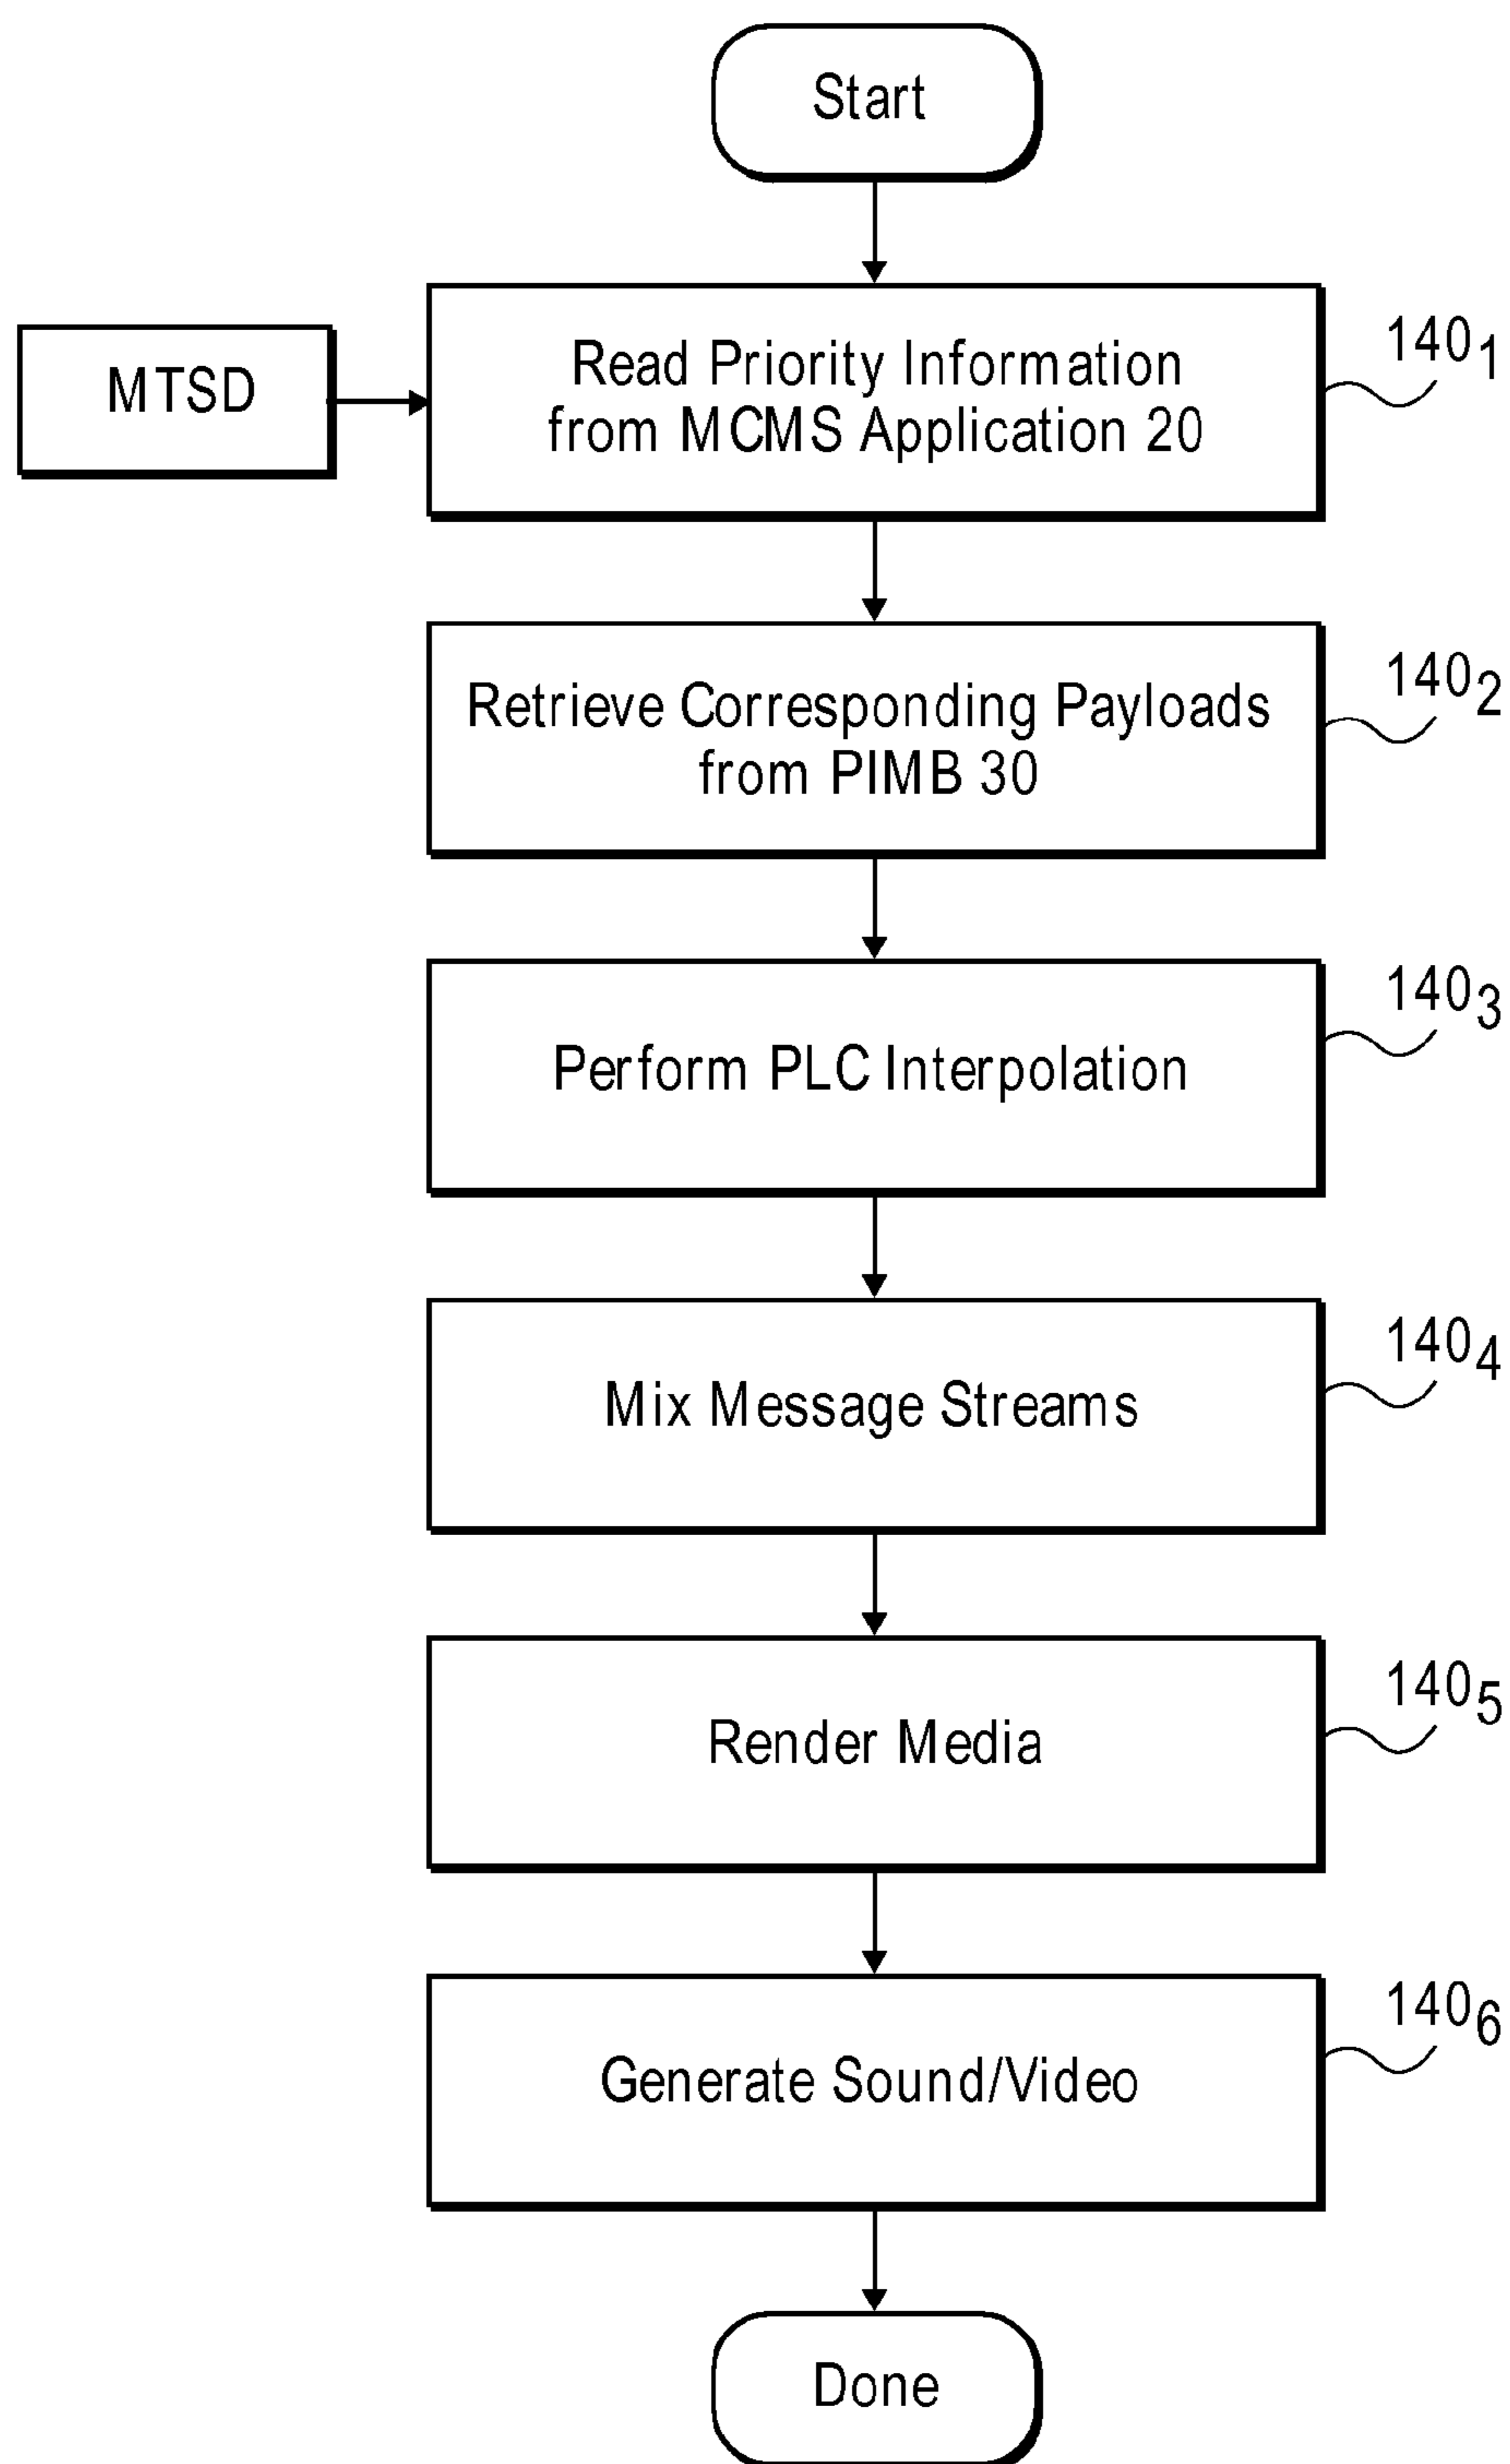 Start
MTSD
Read Priority Information
from MCMS Application 20
140₁
Retrieve Corresponding Payloads
from PIMB 30
140₂
Perform PLC Interpolation
140₃
Mix Message Streams
140₄
Render Media
140₅
Generate Sound/Video
140₆
Done